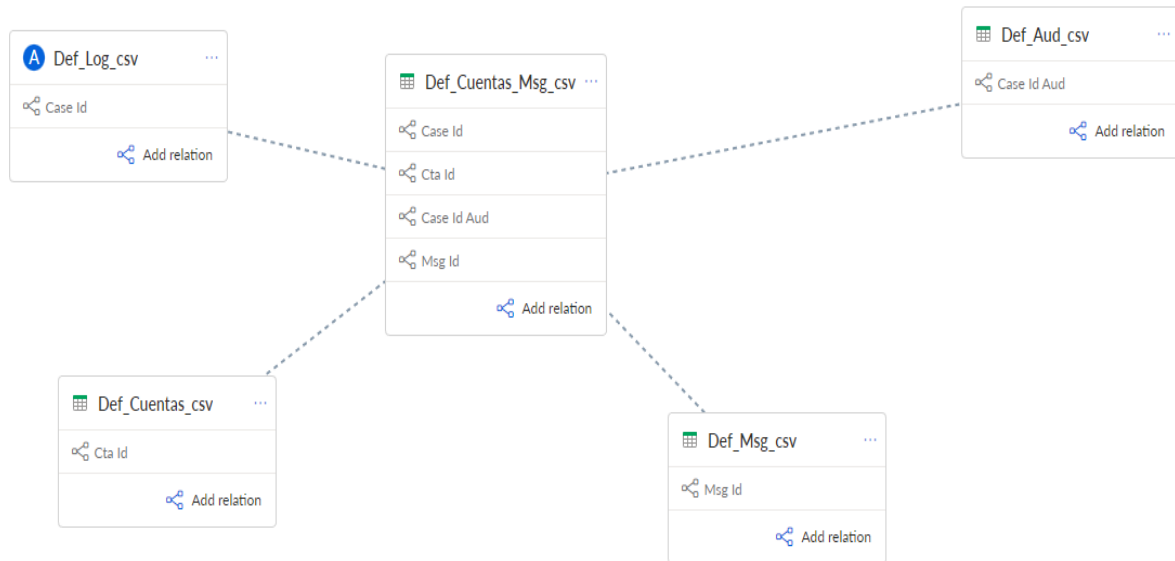 A Def_Log_csv ...
Case Id
Add relation
Def_Cuentas_Msg_csv ...
Case Id
Cta Id
Case Id Aud
Msg Id
Add relation
Def_Aud_csv ...
Case Id Aud
Add relation
Def_Cuentas_csv ...
Cta Id
Add relation
Def_Msg_csv ...
Msg Id
Add relation